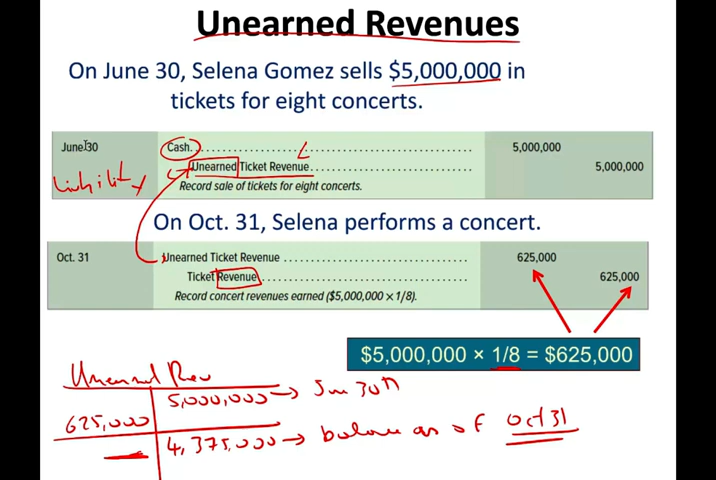 Unearned Revenues
On June 30, Selena Gomez sells $5,000,000 in
tickets for eight concerts.
June 30 Cash. 5,000,000
Unearned Ticket Revenue 5,000,000
Record sale of tickets for eight concerts.
Liability
L
On Oct. 31, Selena performs a concert.
Oct. 31 Unearned Ticket Revenue 625,000
Ticket Revenue 625,000
Record concert revenues earned ($5,000,000 × 1/8).
$5,000,000 × 1/8 = $625,000
Unearned Rev
5,000,000 → Jun 30th
625,000
4,375,000 → balance as of Oct 31